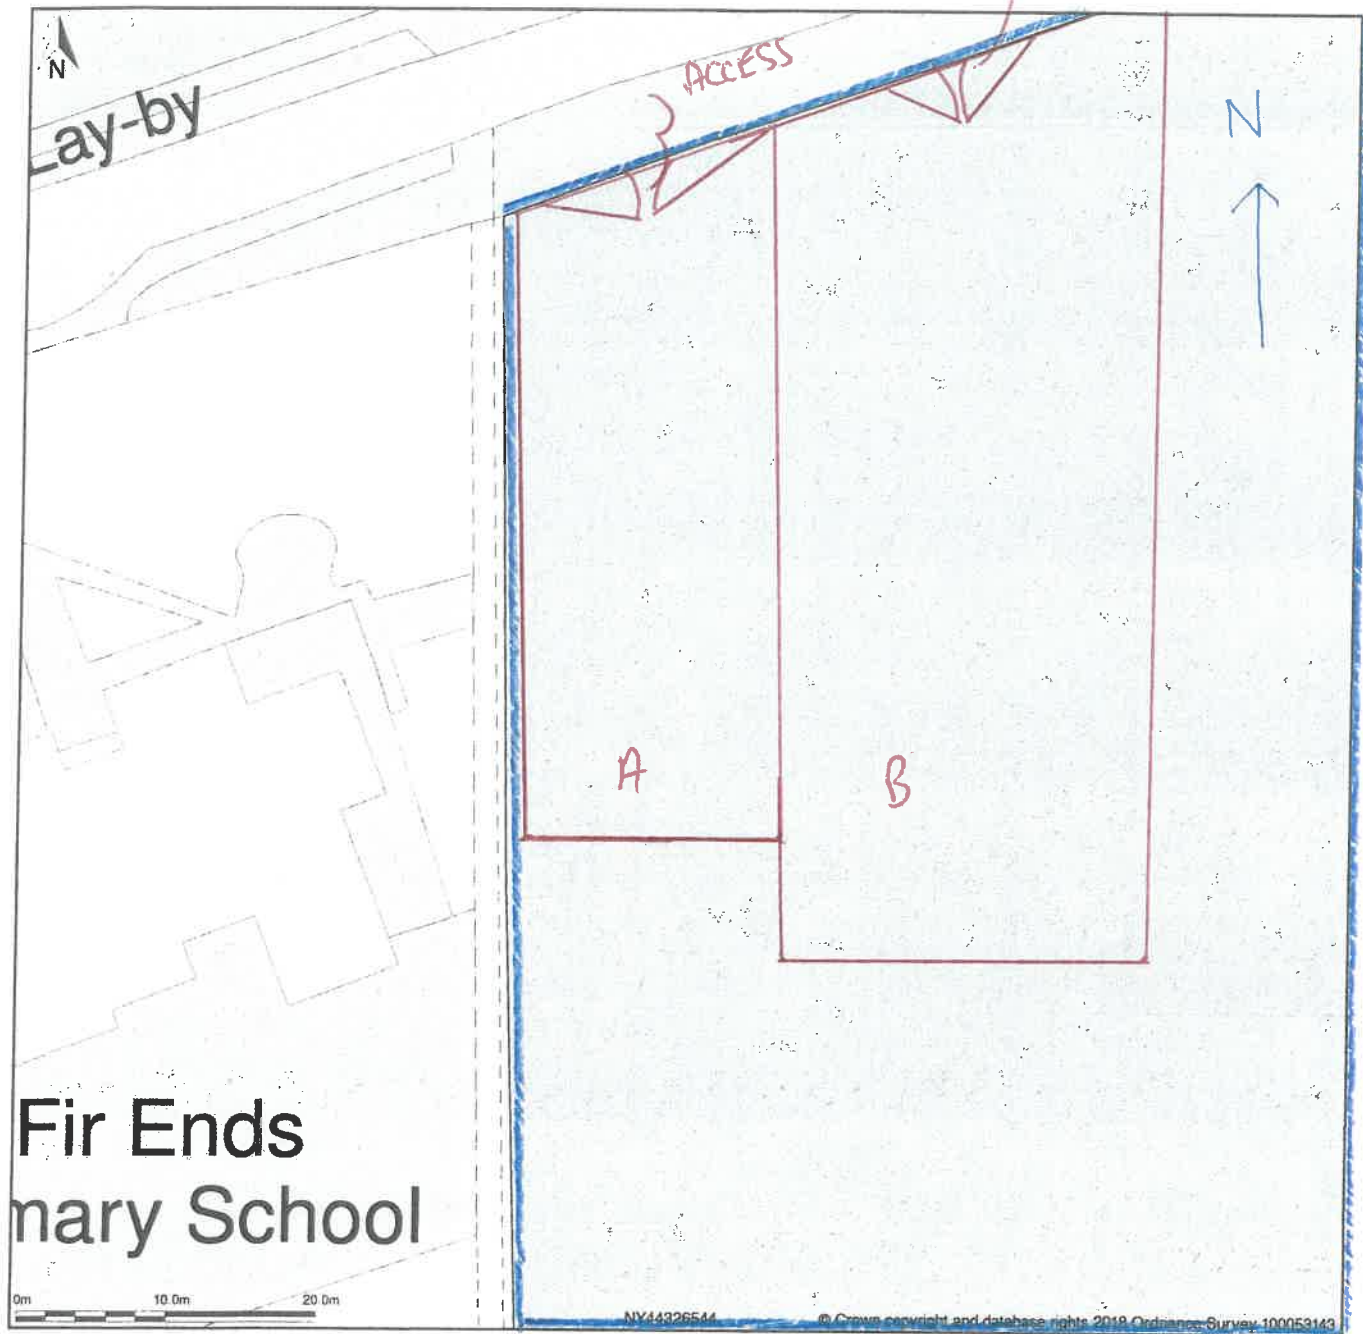 N
ACCESS
Lay-by
N
A
B
Fir Ends
mary School
0m 10.0m 20.0m
NY44326544
© Crown copyright and database rights 2018 Ordnance Survey 100053143